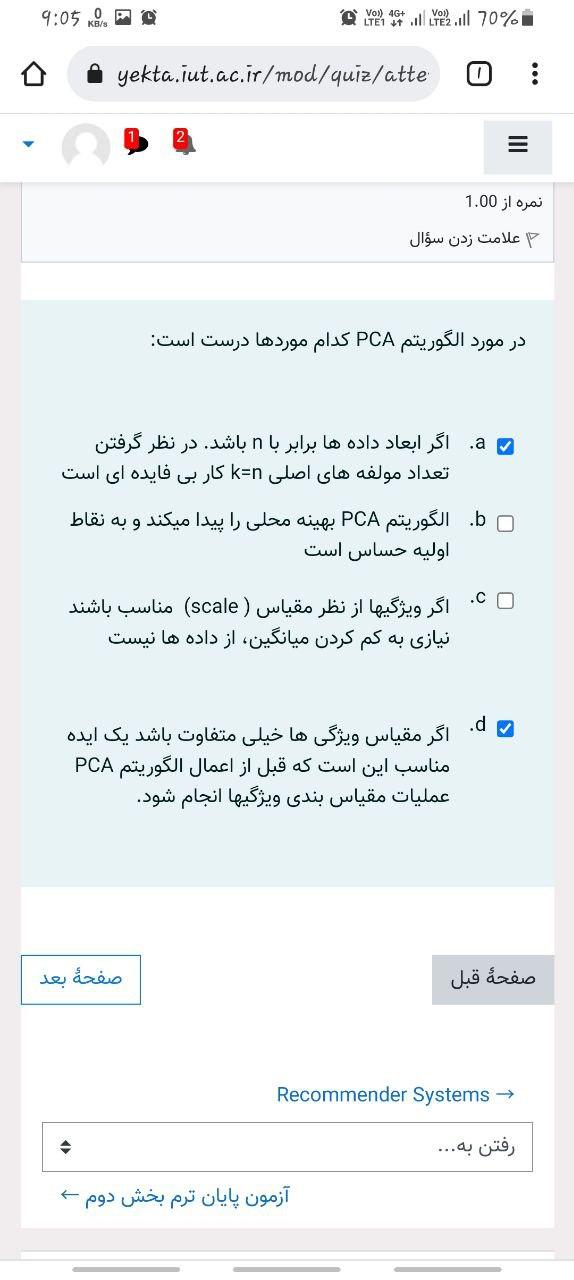 9:05 0 KB/s Vo)) LTE1 4G+ Vo)) LTE2 70%
yekta.iut.ac.ir/mod/quiz/atte
1
1 2
نمره از 1.00
علامت زدن سؤال
در مورد الگوریتم PCA کدام موردها درست است:
a. اگر ابعاد داده ها برابر با n باشد. در نظر گرفتن
تعداد مولفه های اصلی k=n کار بی فایده ای است
b. الگوریتم PCA بهینه محلی را پیدا میکند و به نقاط
اولیه حساس است
c. اگر ویژگیها از نظر مقیاس ( scale) مناسب باشند
نیازی به کم کردن میانگین، از داده ها نیست
d. اگر مقیاس ویژگی ها خیلی متفاوت باشد یک ایده
مناسب این است که قبل از اعمال الگوریتم PCA
عملیات مقیاس بندی ویژگیها انجام شود.
صفحهٔ قبل
صفحهٔ بعد
Recommender Systems →
رفتن به...
آزمون پایان ترم بخش دوم ←